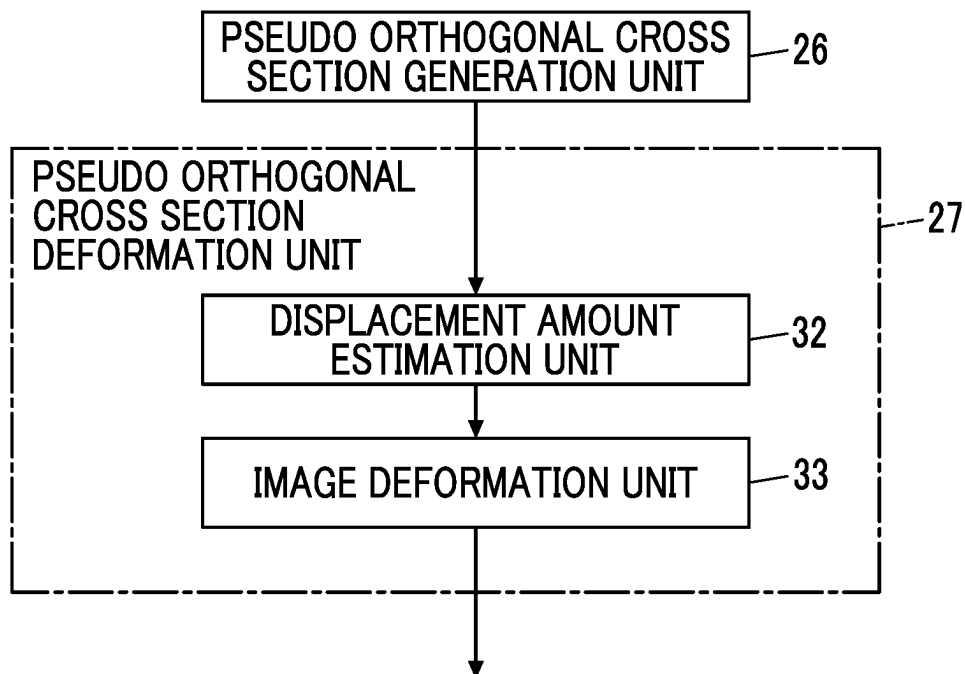 PSEUDO ORTHOGONAL CROSS
SECTION GENERATION UNIT
26
PSEUDO ORTHOGONAL
CROSS SECTION
DEFORMATION UNIT
27
DISPLACEMENT AMOUNT
ESTIMATION UNIT
32
IMAGE DEFORMATION UNIT
33